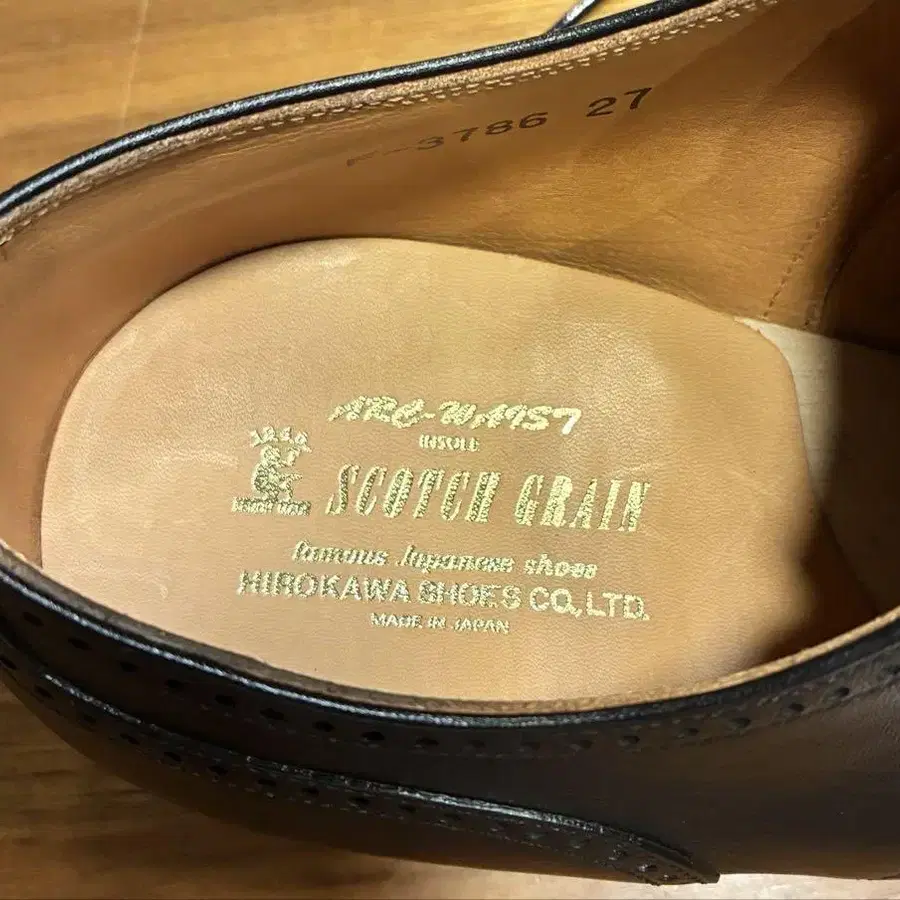 F-3786 27
ARC-WAIST
INSOLE
SCOTCH GRAIN
famous Japanese shoes
HIROKAWA SHOES CO., LTD.
MADE IN JAPAN